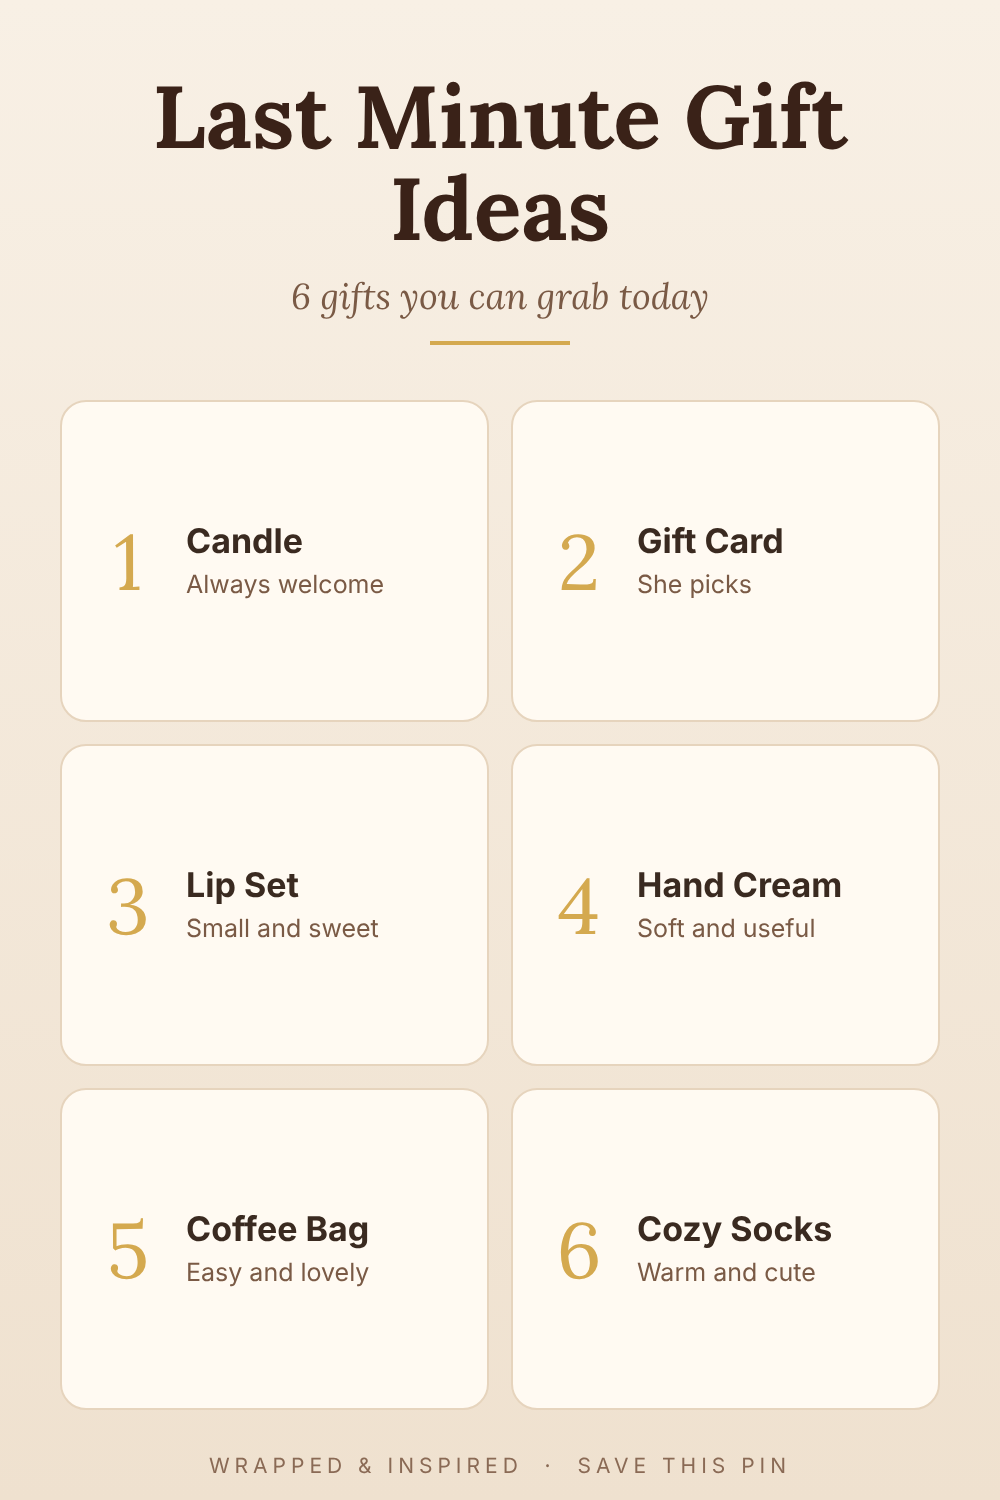 Last Minute Gift
Ideas
6 gifts you can grab today
1
Candle
Always welcome
2
Gift Card
She picks
3
Lip Set
Small and sweet
4
Hand Cream
Soft and useful
5
Coffee Bag
Easy and lovely
6
Cozy Socks
Warm and cute
WRAPPED & INSPIRED · SAVE THIS PIN